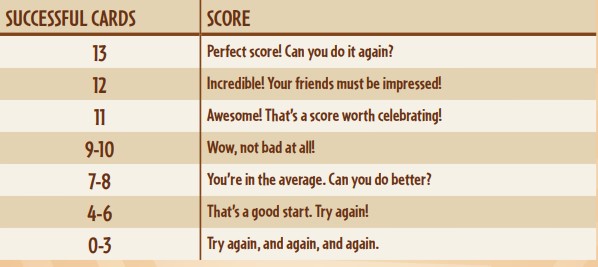 SUCCESSFUL CARDS SCORE
13 Perfect score! Can you do it again?
12 Incredible! Your friends must be impressed!
11 Awesome! That's a score worth celebrating!
9-10 Wow, not bad at all!
7-8 You're in the average. Can you do better?
4-6 That's a good start. Try again!
0-3 Try again, and again, and again.